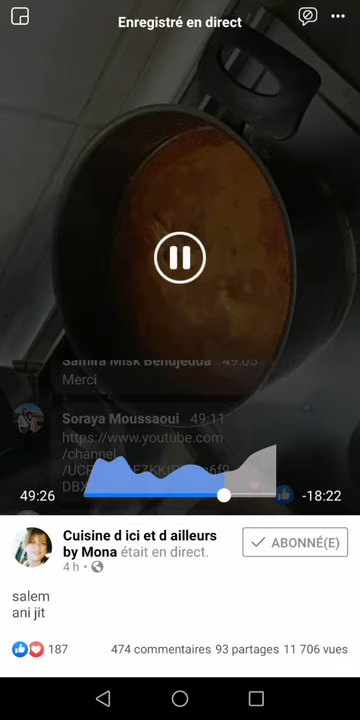 Enregistré en direct
Samira Misk Bendjedda 49:03
Merci
Soraya Moussaoui 49:11
https://www.youtube.com
/channel
49:26
-18:22
Cuisine d ici et d ailleurs
by Mona était en direct.
ABONNÉ(E)
4 h
salem
ani jit
187
474 commentaires 93 partages 11 706 vues